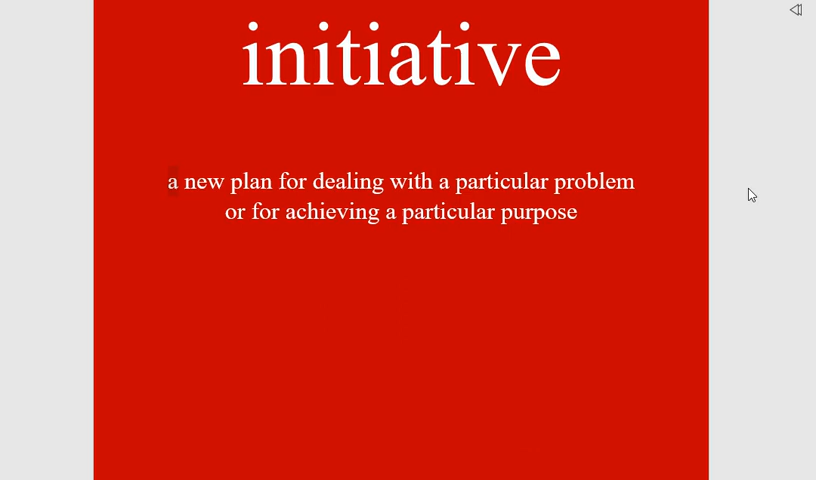 initiative
a new plan for dealing with a particular problem
or for achieving a particular purpose